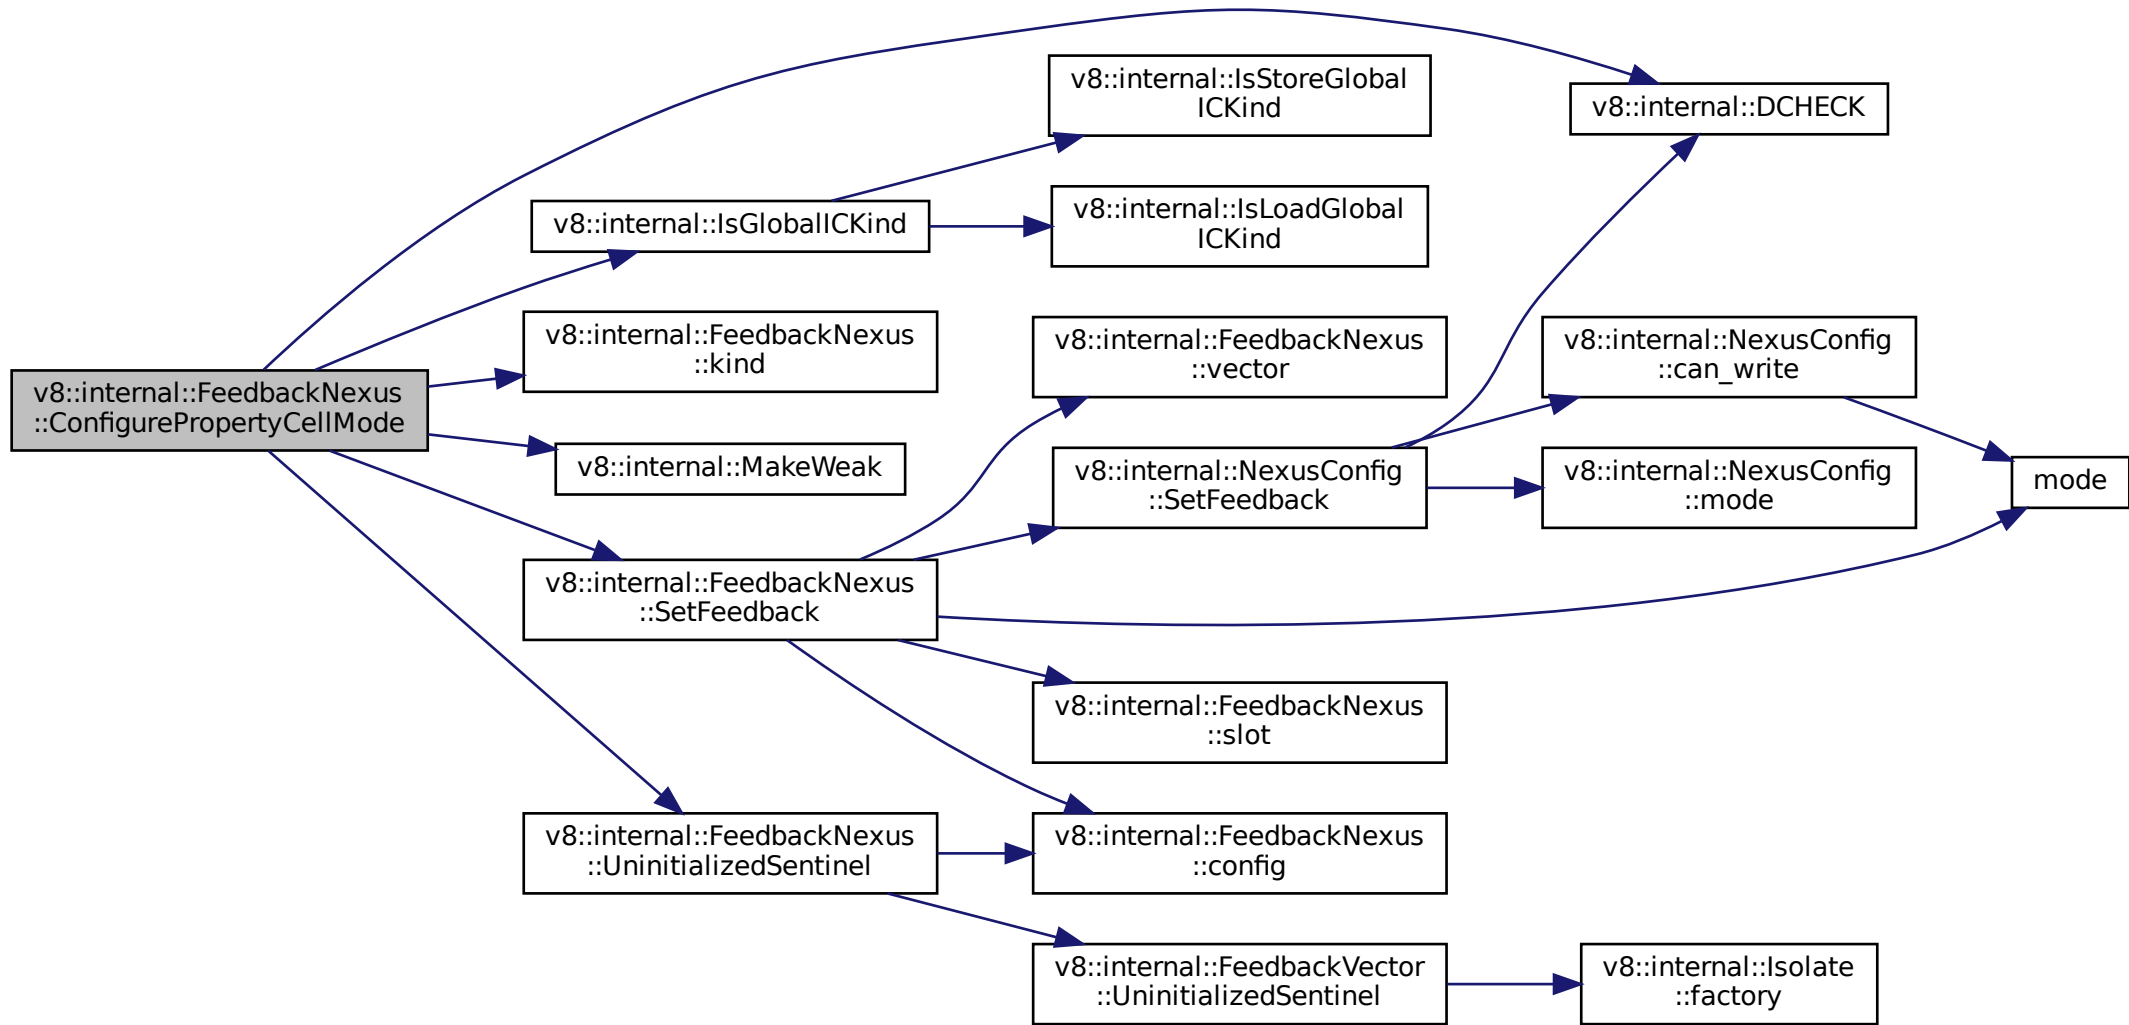 v8::internal::FeedbackNexus
::ConfigurePropertyCellMode
v8::internal::IsGlobalICKind
v8::internal::FeedbackNexus
::kind
v8::internal::MakeWeak
v8::internal::FeedbackNexus
::SetFeedback
v8::internal::FeedbackNexus
::UninitializedSentinel
v8::internal::IsStoreGlobal
ICKind
v8::internal::IsLoadGlobal
ICKind
v8::internal::FeedbackNexus
::vector
v8::internal::NexusConfig
::SetFeedback
v8::internal::FeedbackNexus
::slot
v8::internal::FeedbackNexus
::config
v8::internal::FeedbackVector
::UninitializedSentinel
v8::internal::DCHECK
v8::internal::NexusConfig
::can_write
v8::internal::NexusConfig
::mode
v8::internal::Isolate
::factory
mode